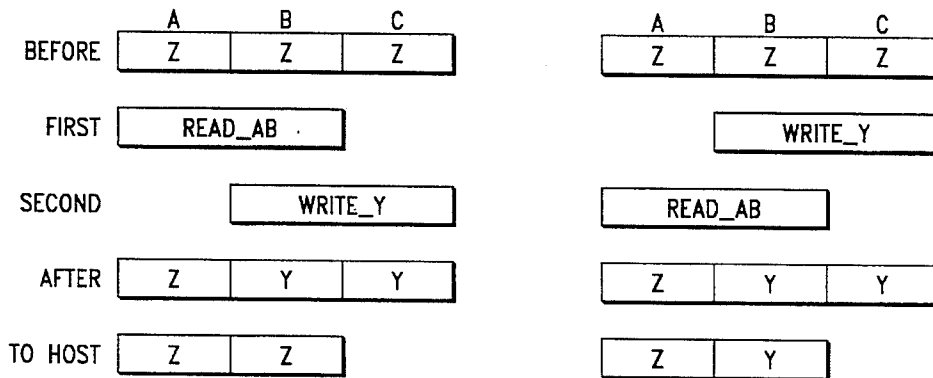 A B C A B C
BEFORE Z Z Z Z Z Z
FIRST READ_AB WRITE_Y
SECOND WRITE_Y READ_AB
AFTER Z Y Y Z Y Y
TO HOST Z Z Z Y